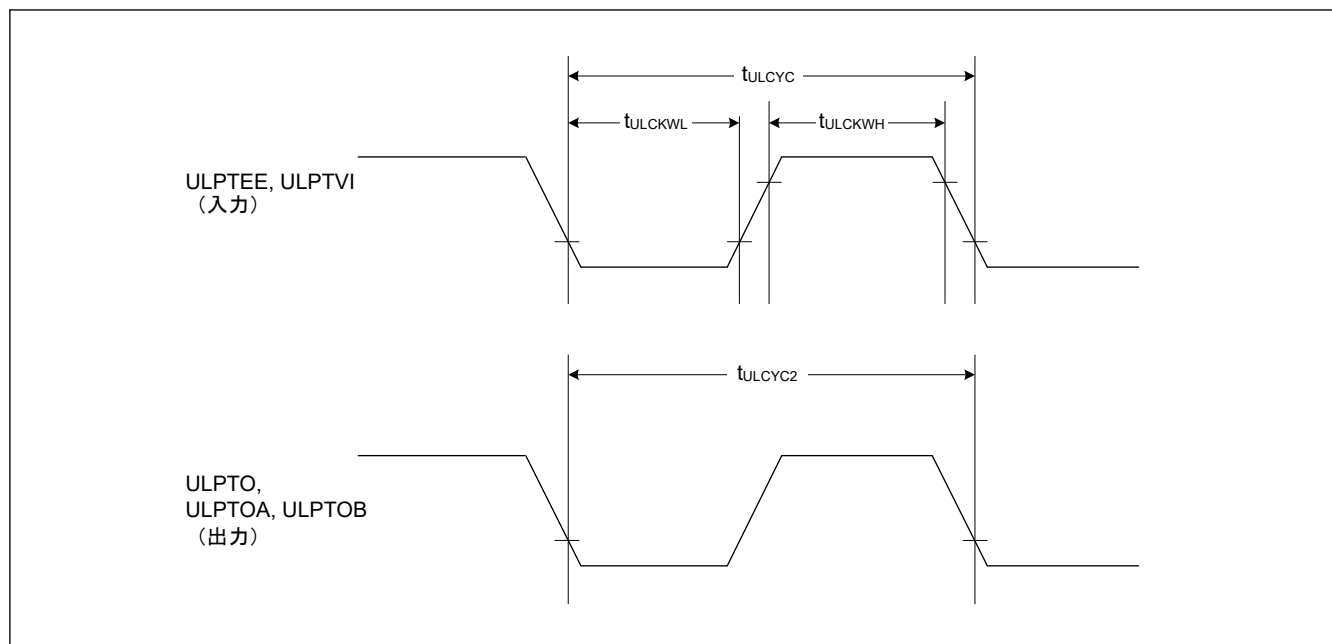 tULCYC
tULCKWL
tULCKWH
ULPTEE, ULPTVI
（入力）
tULCYC2
ULPTO,
ULPTOA, ULPTOB
（出力）